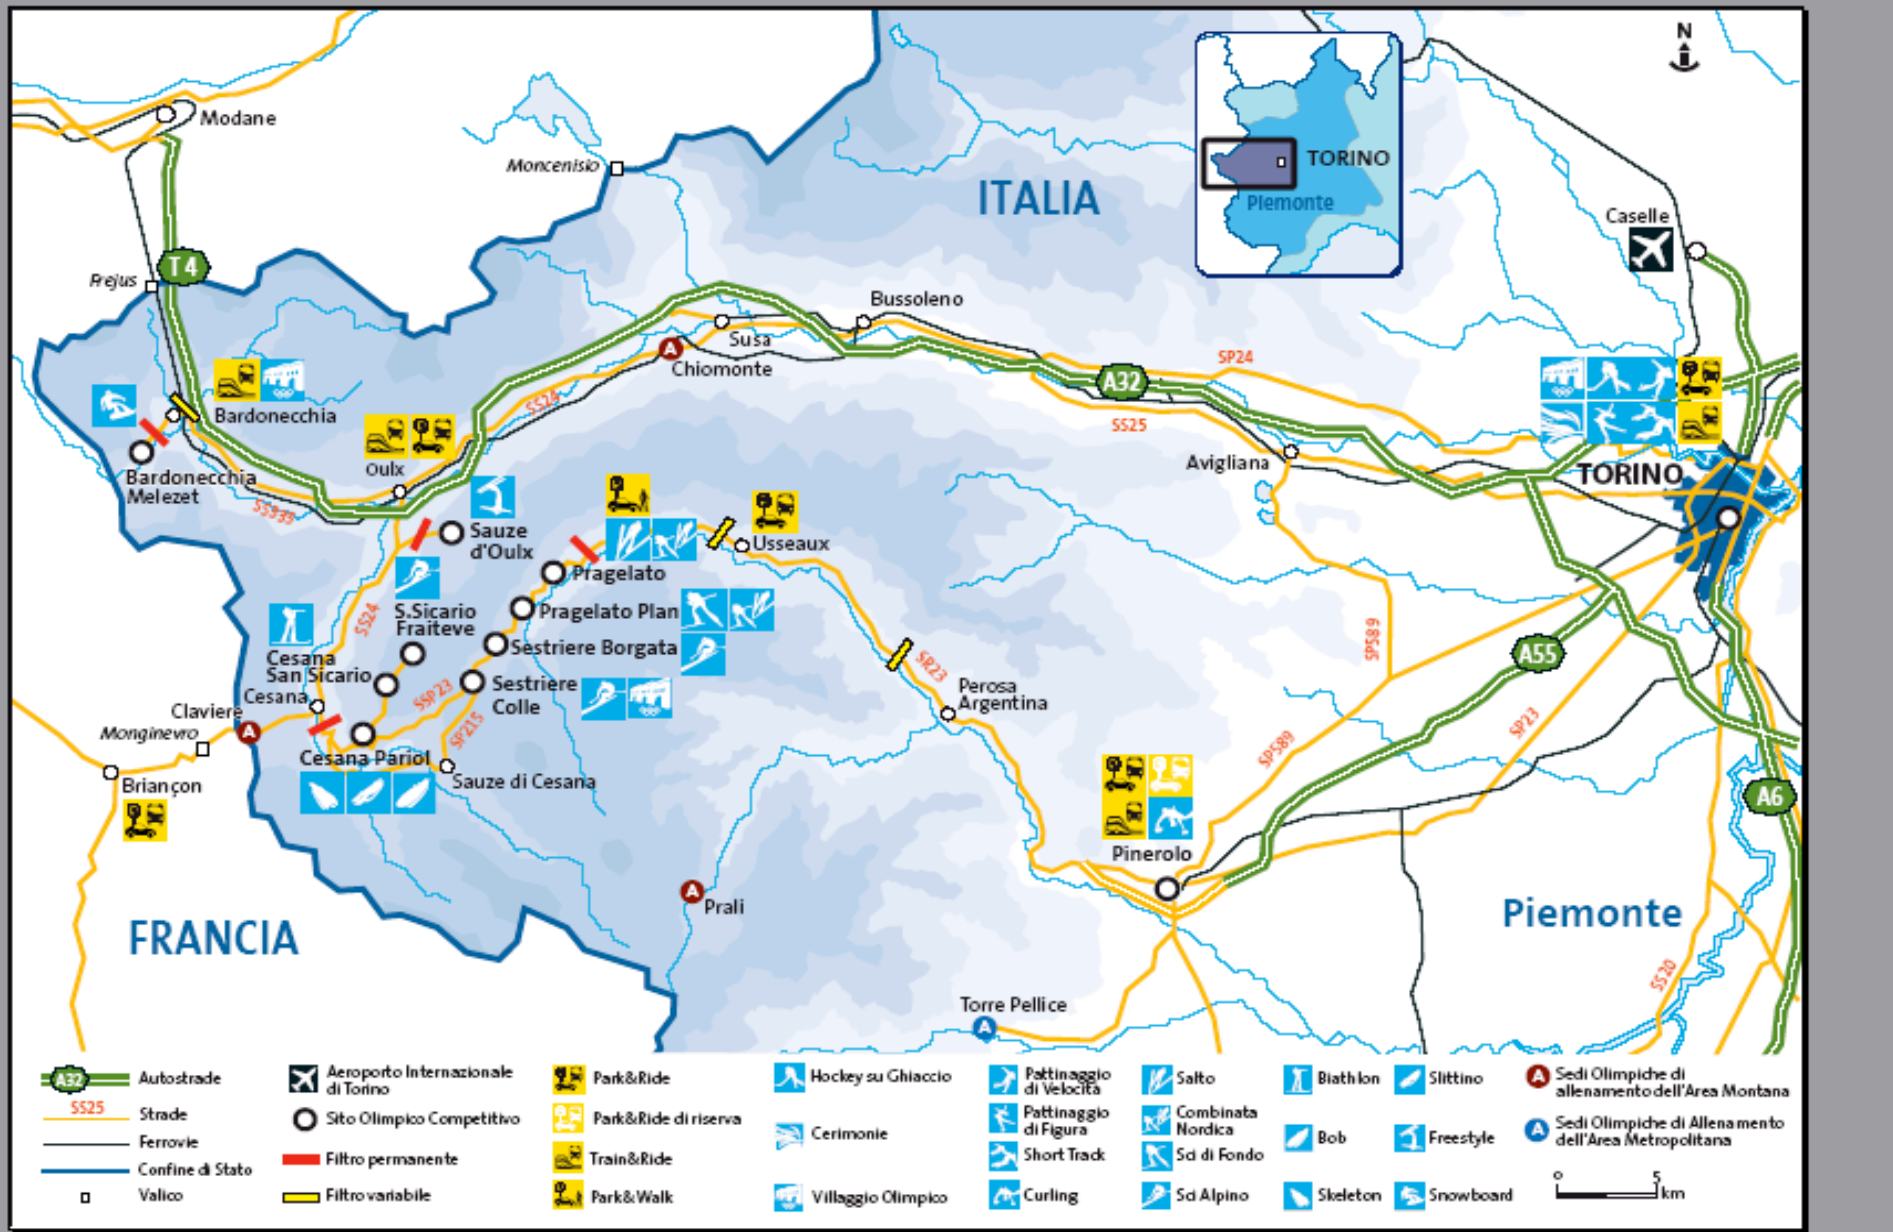 N
Modane
Moncenisio
ITALIA
TORINO
Piemonte
Caselle
T4
Frejus
Bussoleno
Susa
Chiomonte
A
A32
SP24
SS24
SS25
Bardonecchia
Oulx
Bardonecchia
Melezet
SS335
Avigliana
TORINO
Sauze
d'Oulx
Usseaux
Pragelato
S.Sicario
Fraiteve
Pragelato Plan
SS24
Sestriere Borgata
Cesana
San Sicario
SP589
A55
SR23
Cesana
Sestriere
Colle
SSP23
Perosa
Argentina
Claviere
A
Monginevro
SP215
SP23
SP589
Cesana Pariol
Sauze di Cesana
Briançon
A6
Pinerolo
A
Prali
Piemonte
FRANCIA
SS20
Torre Pellice
A
A32
Autostrade
SS25
Strade
Ferrovie
Confine di Stato
Valico
Aeroporto Internazionale
di Torino
Sito Olimpico Competitivo
Filtro permanente
Filtro variabile
Park&Ride
Park&Ride di riserva
Train&Ride
Park&Walk
Hockey su Ghiaccio
Cerimonie
Villaggio Olimpico
Pattinaggio
di Velocità
Pattinaggio
di Figura
Short Track
Curling
Salto
Combinata
Nordica
Sci di Fondo
Sci Alpino
Biathlon
Bob
Skeleton
Slittino
Freestyle
Snowboard
A
Sedi Olimpiche di
allenamento dell'Area Montana
A
Sedi Olimpiche di Allenamento
dell'Area Metropolitana
0 5
km